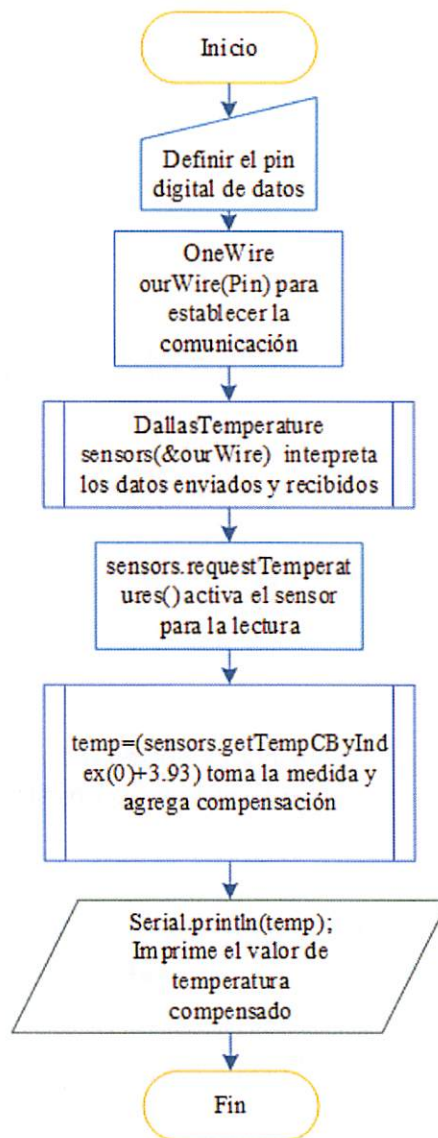 Inicio
Definir el pin
digital de datos
OneWire
ourWire(Pin) para
establecer la
comunicación
DallasTemperature
sensors(&ourWire) interpreta
los datos enviados y recibidos
sensors.requestTemperat
ures() activa el sensor
para la lectura
temp=(sensors.getTempCByInd
ex(0)+3.93) toma la medida y
agrega compensación
Serial.println(temp);
Imprime el valor de
temperatura
compensado
Fin